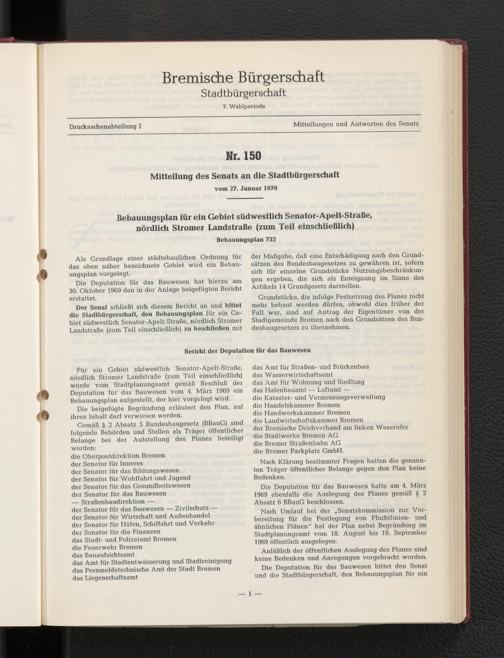 Bremische Bürgerschaft
Stadtbürgerschaft
7. Wahlperiode
Drucksachenabteilung I
Mitteilungen und Antworten des Senats
Nr. 150
Mitteilung des Senats an die Stadtbürgerschaft
vom 27. Januar 1970
Bebauungsplan für ein Gebiet südwestlich Senator-Apelt-Straße,
nördlich Stromer Landstraße (zum Teil einschließlich)
Bebauungsplan 732
Als Grundlage einer städtebaulichen Ordnung für
das oben näher bezeichnete Gebiet wird ein Bebau-
ungsplan vorgelegt.
Die Deputation für das Bauwesen hat hierzu am
30. Oktober 1969 den in der Anlage beigefügten Bericht
erstattet.
Der Senat schließt sich diesem Bericht an und bittet
die Stadtbürgerschaft, den Bebauungsplan für ein Ge-
biet südwestlich Senator-Apelt-Straße, nördlich Stromer
Landstraße (zum Teil einschließlich) zu beschließen mit
der Maßgabe, daß eine Entschädigung nach den Grund-
sätzen des Bundesbaugesetzes zu gewähren ist, sofern
sich für einzelne Grundstücke Nutzungsbeschränkun-
gen ergeben, die sich als Enteignung im Sinne des
Artikels 14 Grundgesetz darstellen.
Grundstücke, die infolge Festsetzung des Planes nicht
mehr bebaut werden dürfen, obwohl dies früher der
Fall war, sind auf Antrag der Eigentümer von der
Stadtgemeinde Bremen nach den Grundsätzen des Bun-
desbaugesetzes zu übernehmen.
Bericht der Deputation für das Bauwesen
Für ein Gebiet südwestlich Senator-Apelt-Straße,
nördlich Stromer Landstraße (zum Teil einschließlich)
wurde vom Stadtplanungsamt gemäß Beschluß der
Deputation für das Bauwesen vom 4. März 1969 ein
Bebauungsplan aufgestellt, der hier vorgelegt wird.
Die beigefügte Begründung erläutert den Plan, auf
ihren Inhalt darf verwiesen werden.
Gemäß § 2 Absatz 5 Bundesbaugesetz (BBauG) sind
folgende Behörden und Stellen als Träger öffentlicher
Belange bei der Aufstellung des Planes beteiligt
worden:
die Oberpostdirektion Bremen
der Senator für Inneres
der Senator für das Bildungswesen
der Senator für Wohlfahrt und Jugend
der Senator für das Gesundheitswesen
der Senator für das Bauwesen
— Straßenbaudirektion —
der Senator für das Bauwesen — Zivilschutz —
der Senator für Wirtschaft und Außenhandel
der Senator für Häfen, Schiffahrt und Verkehr
der Senator für die Finanzen
das Stadt- und Polizeiamt Bremen
die Feuerwehr Bremen
das Bauaufsichtsamt
das Amt für Stadtentwässerung und Stadtreinigung
das Fernmeldetechnische Amt der Stadt Bremen
das Liegenschaftsamt
das Amt für Straßen- und Brückenbau
das Wasserwirtschaftsamt
das Amt für Wohnung und Siedlung
das Hafenbauamt — Luftamt —
die Kataster- und Vermessungsverwaltung
die Handelskammer Bremen
die Handwerkskammer Bremen
die Landwirtschaftskammer Bremen
der Bremische Deichverband am linken Weserufer
die Stadtwerke Bremen AG
die Bremer Straßenbahn AG
die Bremer Parkplatz GmbH.
Nach Klärung bestimmter Fragen hatten die genann-
ten Träger öffentlicher Belange gegen den Plan keine
Bedenken.
Die Deputation für das Bauwesen hatte am 4. März
1969 ebenfalls die Auslegung des Planes gemäß § 2
Absatz 6 BBauG beschlossen.
Nach Umlauf bei der „Senatskommission zur Vor-
bereitung für die Festlegung von Fluchtlinien- und
ähnlichen Plänen" hat der Plan nebst Begründung im
Stadtplanungsamt vom 18. August bis 18. September
1969 öffentlich ausgelegen.
Anläßlich der öffentlichen Auslegung des Planes sind
keine Bedenken und Anregungen vorgebracht worden.
Die Deputation für das Bauwesen bittet den Senat
und die Stadtbürgerschaft, den Bebauungsplan für ein
— 1 —